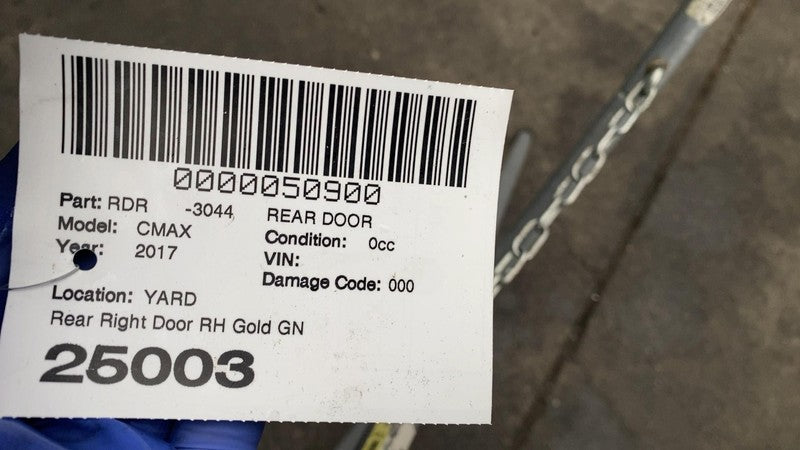 0000050900
Part: RDR -3044 REAR DOOR
Model: CMAX Condition: 0cc
Year: 2017 VIN:
Damage Code: 000
Location: YARD
Rear Right Door RH Gold GN
25003